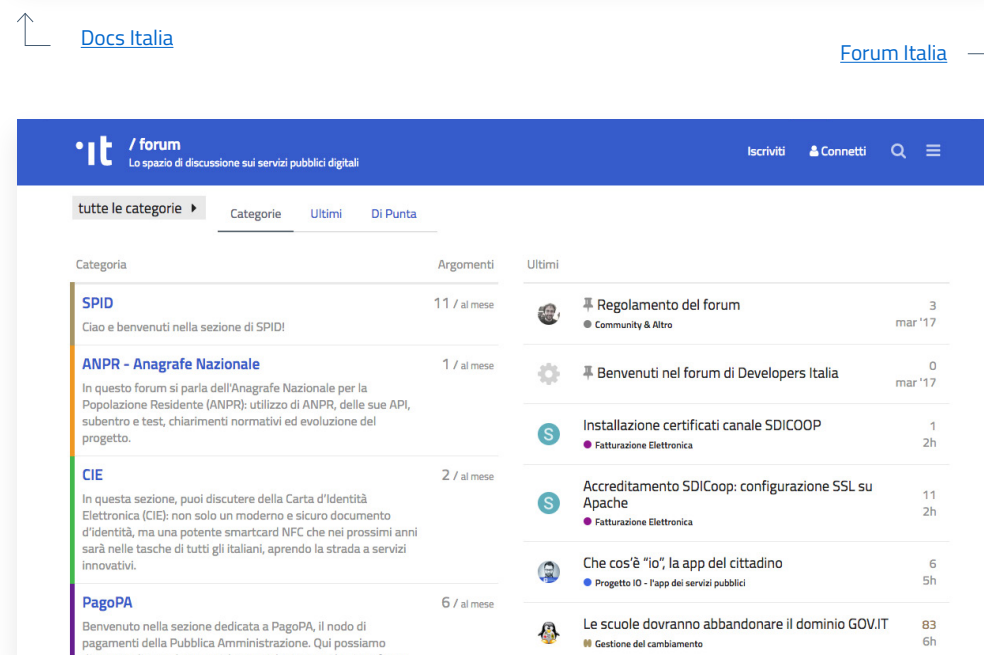 Docs Italia
Forum Italia
/ forum
Lo spazio di discussione sui servizi pubblici digitali
Iscriviti
Connetti
tutte le categorie
Categorie
Ultimi
Di Punta
Categoria
Argomenti
SPID
11 / al mese
Ciao e benvenuti nella sezione di SPID!
ANPR - Anagrafe Nazionale
1 / al mese
In questo forum si parla dell'Anagrafe Nazionale per la
Popolazione Residente (ANPR): utilizzo di ANPR, delle sue API,
subentro e test, chiarimenti normativi ed evoluzione del
progetto.
CIE
2 / al mese
In questa sezione, puoi discutere della Carta d'Identità
Elettronica (CIE): non solo un moderno e sicuro documento
d'identità, ma una potente smartcard NFC che nei prossimi anni
sarà nelle tasche di tutti gli italiani, aprendo la strada a servizi
innovativi.
PagoPA
6 / al mese
Benvenuto nella sezione dedicata a PagoPA, il nodo di
pagamenti della Pubblica Amministrazione. Qui possiamo
Ultimi
Regolamento del forum
3
Community & Altro
mar '17
Benvenuti nel forum di Developers Italia
0
mar '17
S
Installazione certificati canale SDICOOP
1
Fatturazione Elettronica
2h
S
Accreditamento SDICoop: configurazione SSL su
Apache
11
2h
Fatturazione Elettronica
Che cos'è "io", la app del cittadino
6
Progetto IO - l'app dei servizi pubblici
5h
Le scuole dovranno abbandonare il dominio GOV.IT
83
Gestione del cambiamento
6h